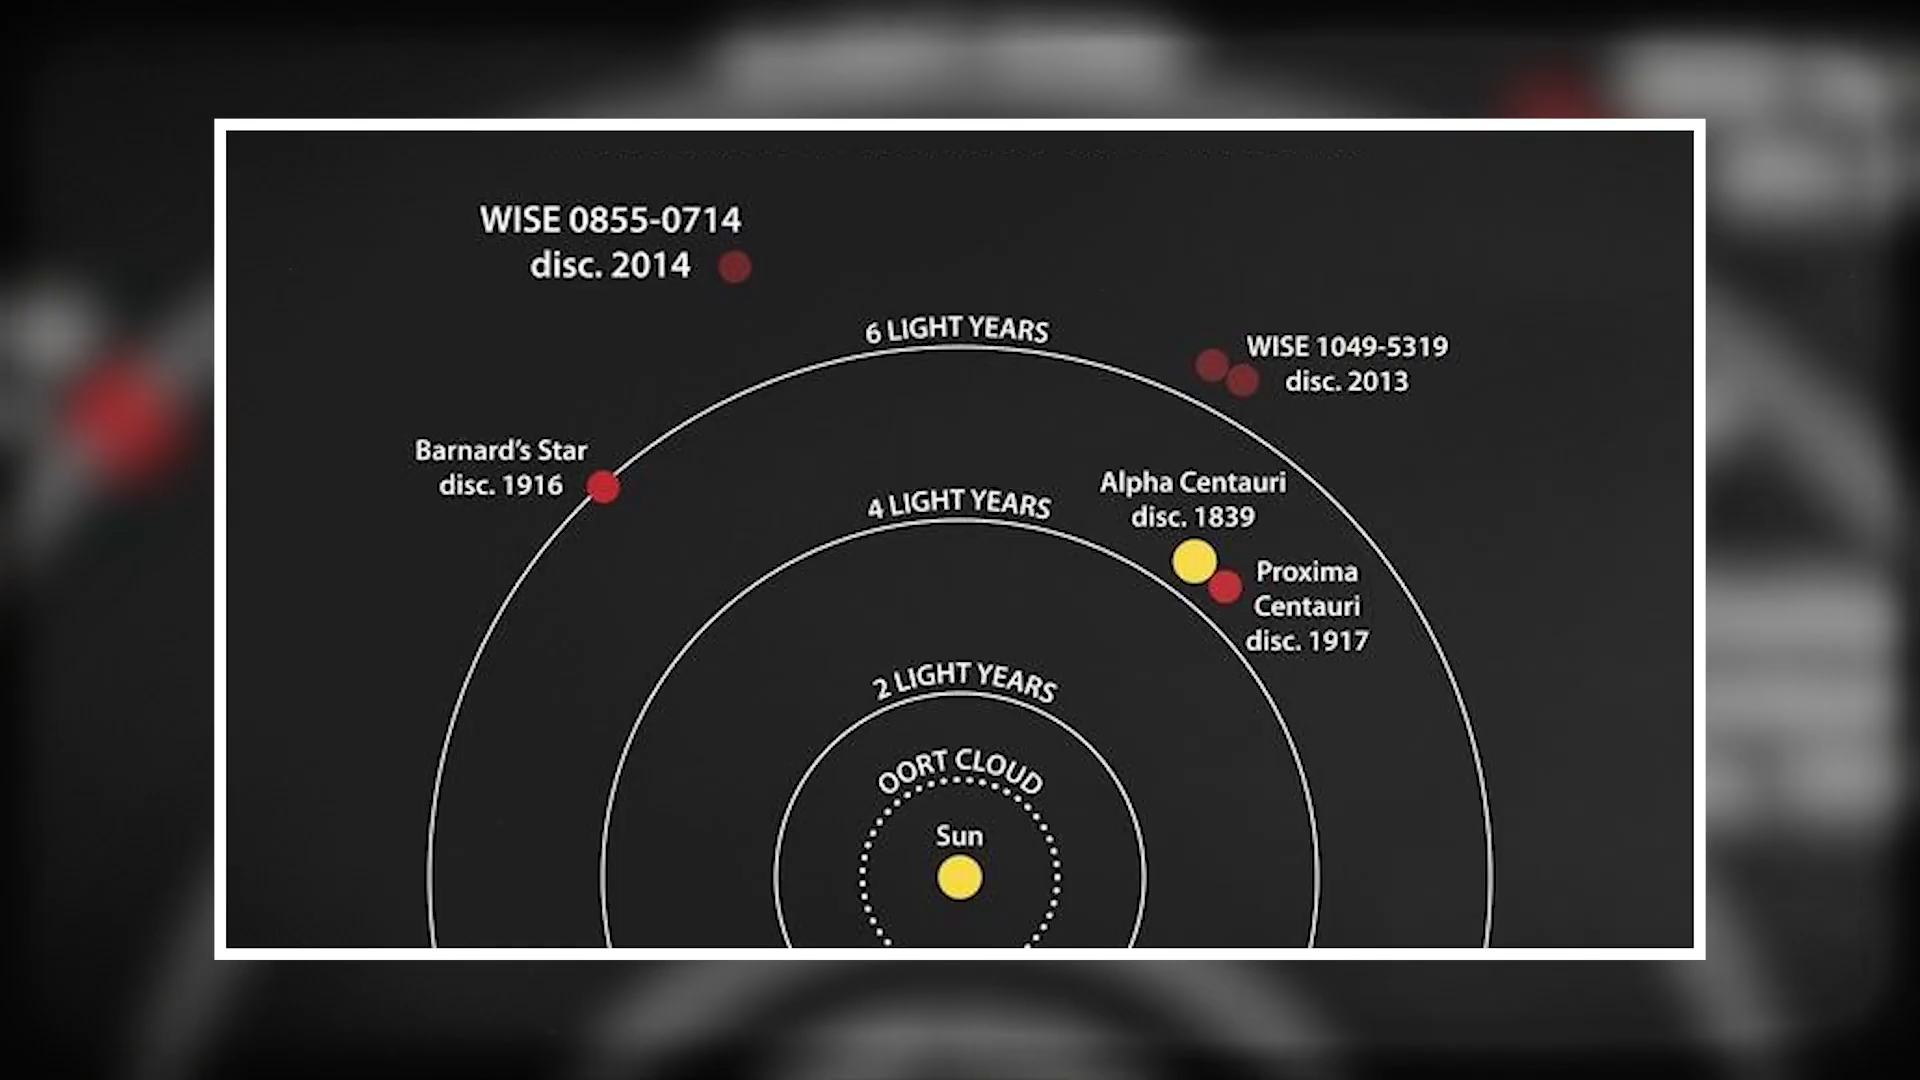 WISE 0855-0714
disc. 2014
6 LIGHT YEARS
WISE 1049-5319
disc. 2013
Barnard's Star
disc. 1916
Alpha Centauri
disc. 1839
4 LIGHT YEARS
Proxima
Centauri
disc. 1917
2 LIGHT YEARS
OORT CLOUD
Sun